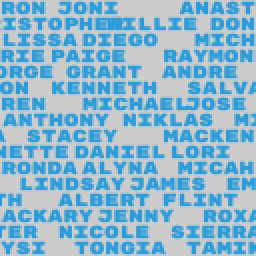 RON JONI ANAST
ISTOPHER WILLIE DON
LISSA DIEGO MICH
RIE PAIGE RAYMON
ORGE GRANT ANDRE
ON KENNETH SALVA
REN MICHAEL JOSE
ANTHONY NIKLAS MI
A STACEY MACKEN
NETTE DANIEL LORI
RONDA ALYNA MICAH
LINDSAY JAMES EM
TH ALBERT FLINT
ACKARY JENNY ROXA
TER NICOLE SIERRA
YSI TONGIA TAMIK